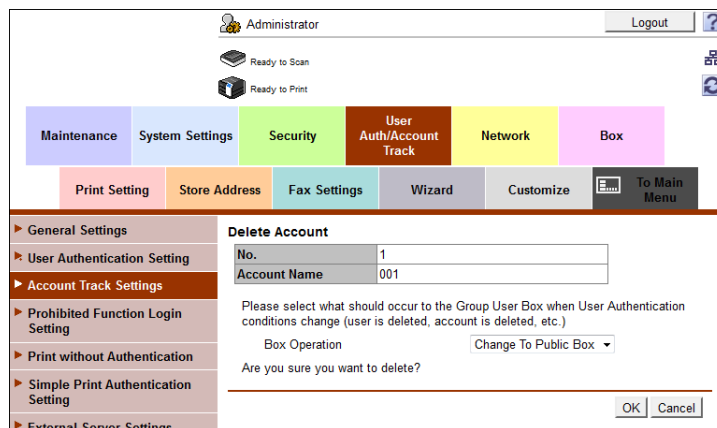 Administrator
Logout
?
Ready to Scan
Ready to Print
Maintenance
System Settings
Security
User
Auth/Account
Track
Network
Box
Print Setting
Store Address
Fax Settings
Wizard
Customize
To Main
Menu
General Settings
User Authentication Setting
Account Track Settings
Prohibited Function Login
Setting
Print without Authentication
Simple Print Authentication
Setting
External Server Settings
Delete Account
No. 1
Account Name 001
Please select what should occur to the Group User Box when User Authentication
conditions change (user is deleted, account is deleted, etc.)
Box Operation Change To Public Box
Are you sure you want to delete?
OK Cancel